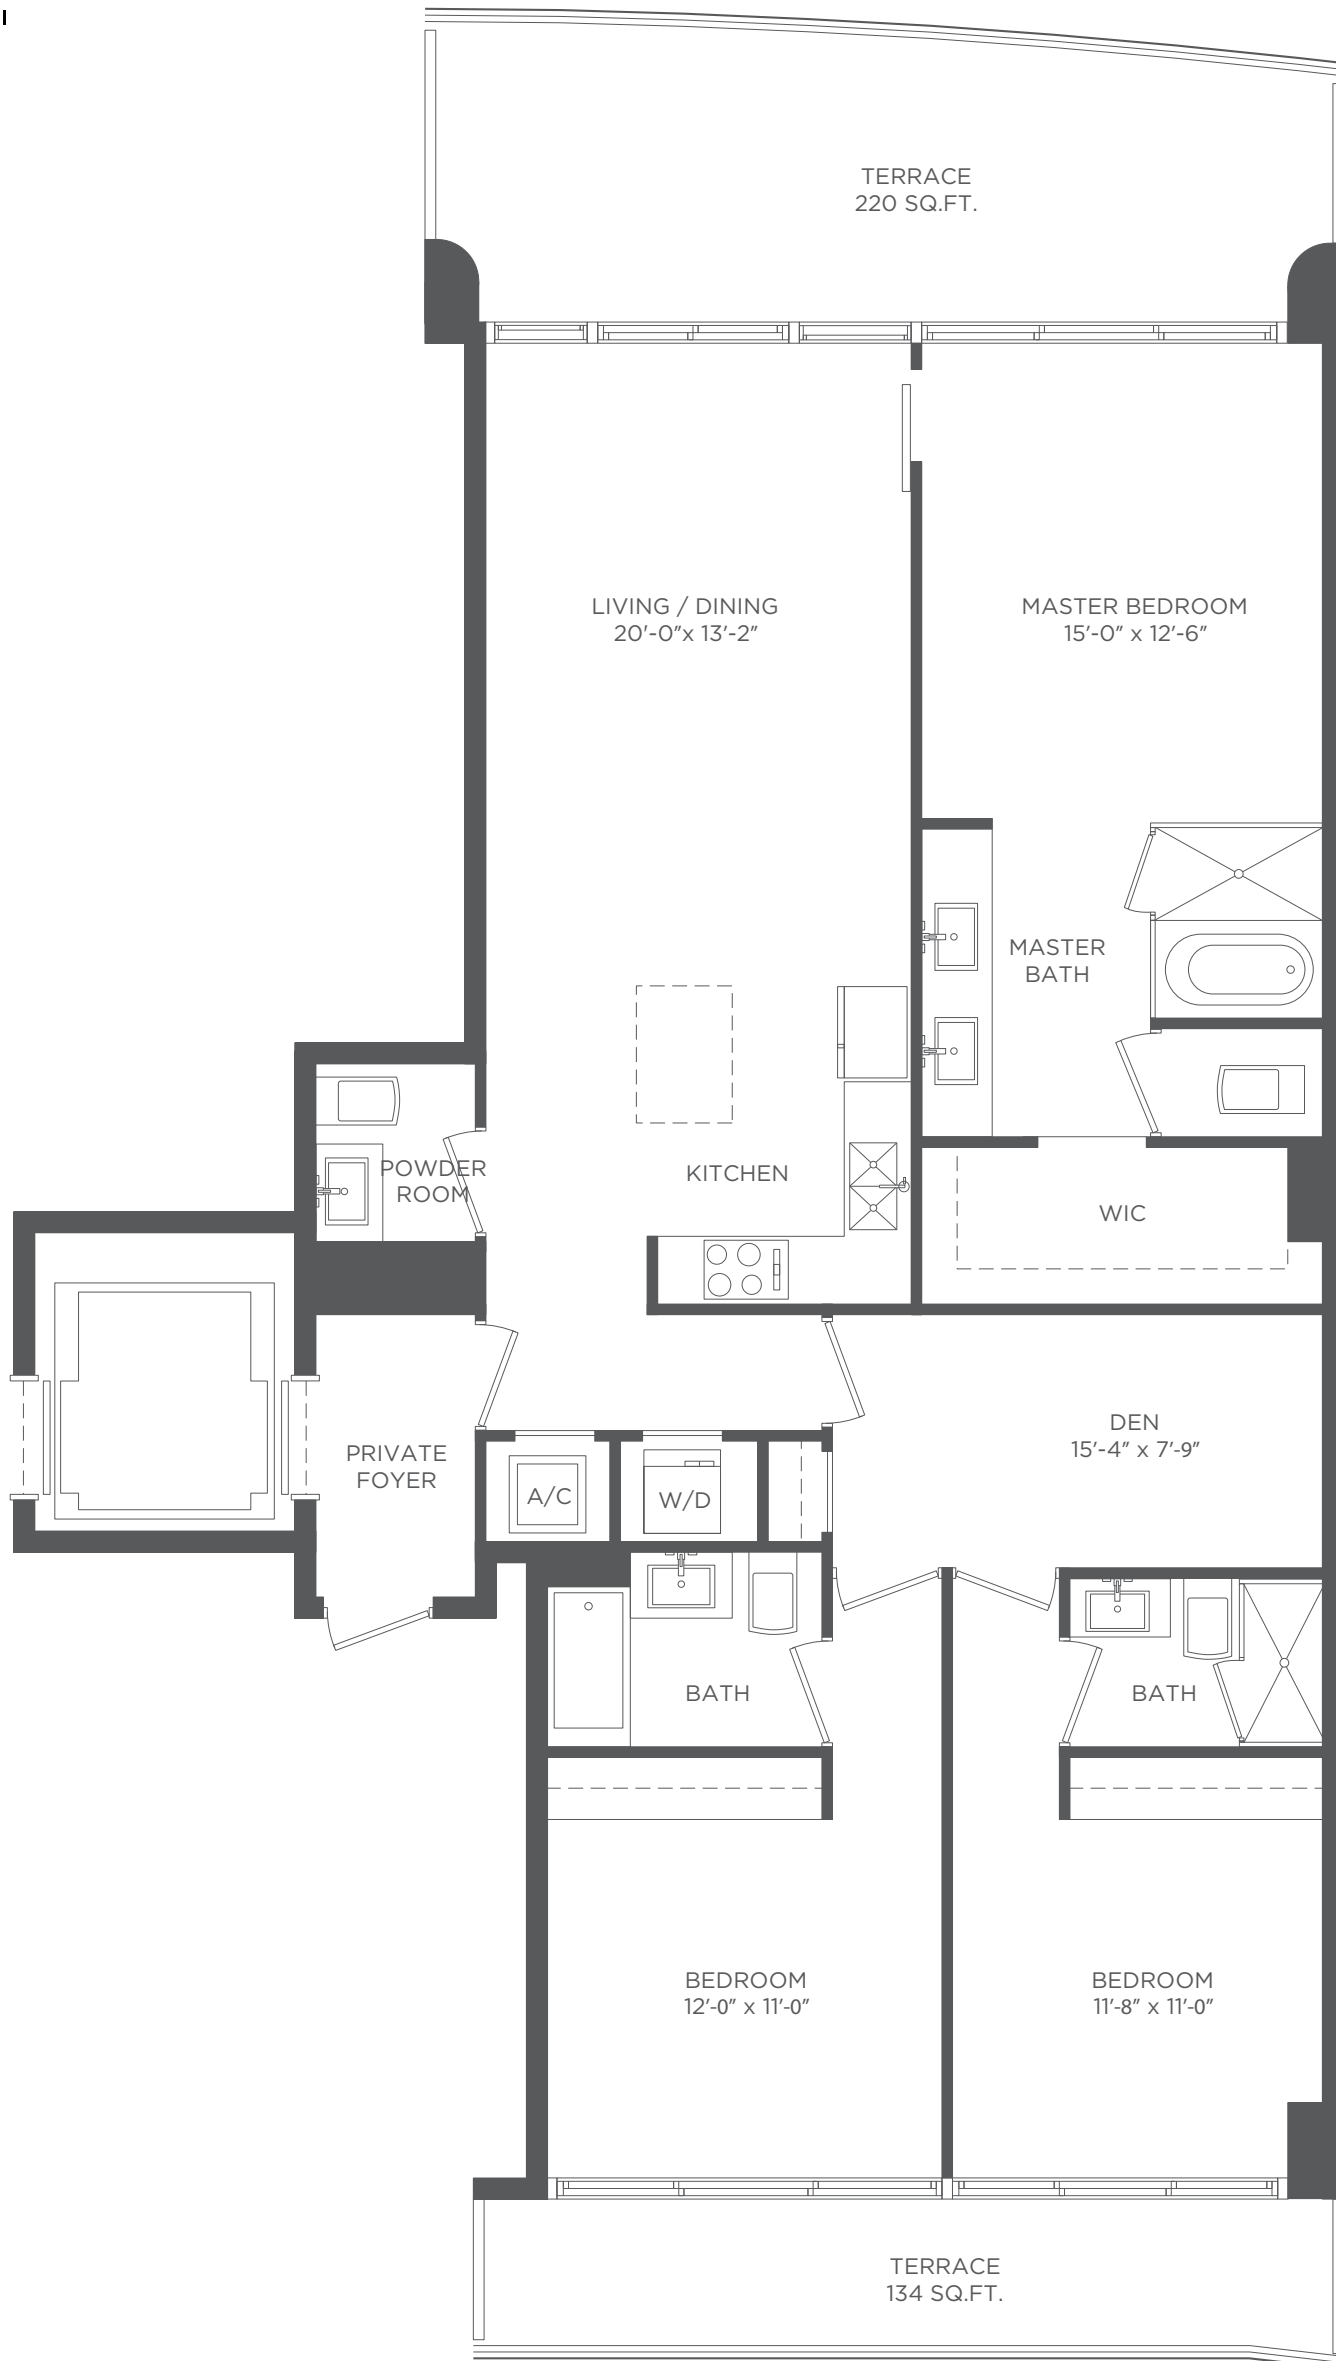 TERRACE
220 SQ.FT.
LIVING / DINING
20'-0"x 13'-2"
MASTER BEDROOM
15'-0" x 12'-6"
MASTER
BATH
POWDER
ROOM
KITCHEN
WIC
PRIVATE
FOYER
A/C
W/D
DEN
15'-4" x 7'-9"
BATH
BATH
BEDROOM
12'-0" x 11'-0"
BEDROOM
11'-8" x 11'-0"
TERRACE
134 SQ.FT.